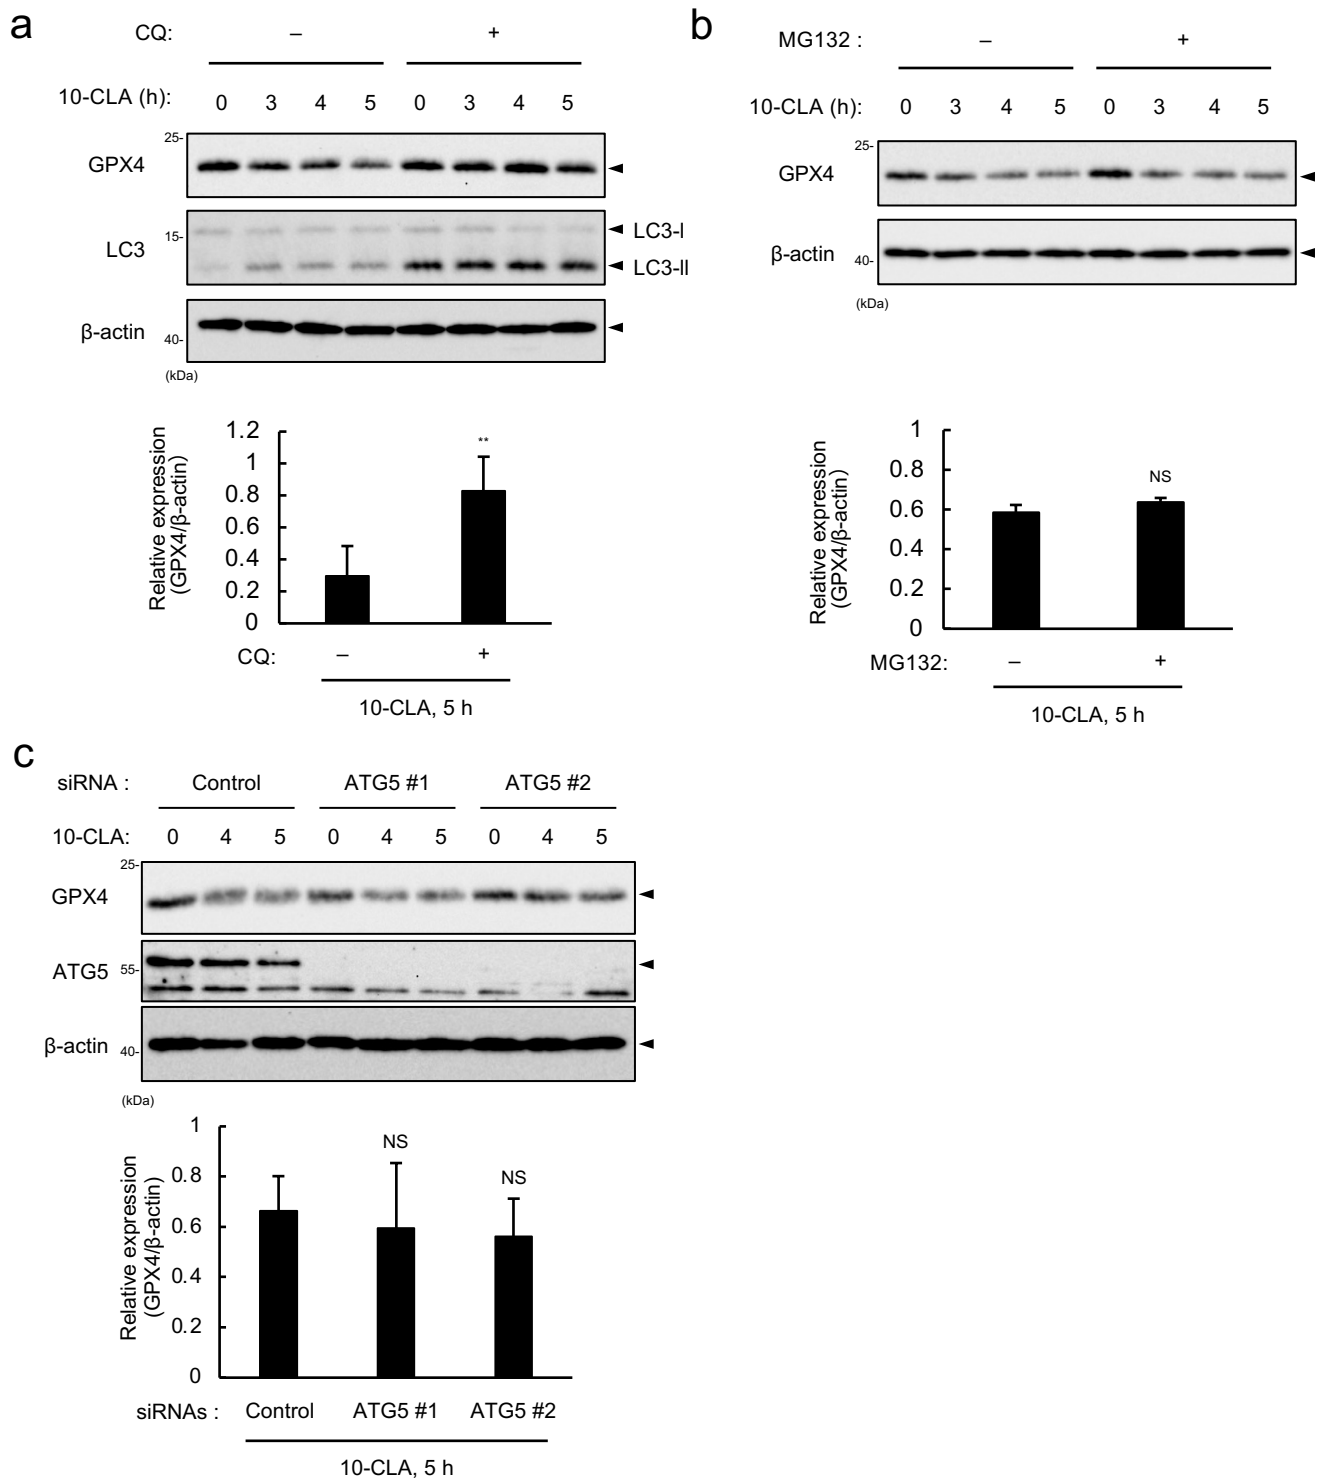 a
CQ: – +
10-CLA (h): 0 3 4 5 0 3 4 5
25-
GPX4
15-
LC3
LC3-I
LC3-II
β-actin
40-
(kDa)
Relative expression
(GPX4/β-actin)
1.2
1
0.8
0.6
0.4
0.2
0
**
CQ: – +
10-CLA, 5 h
b
MG132 : – +
10-CLA (h): 0 3 4 5 0 3 4 5
25-
GPX4
β-actin
40-
(kDa)
Relative expression
(GPX4/β-actin)
1
0.8
0.6
0.4
0.2
0
NS
MG132: – +
10-CLA, 5 h
c
siRNA : Control ATG5 #1 ATG5 #2
10-CLA: 0 4 5 0 4 5 0 4 5
25-
GPX4
ATG5
55-
β-actin
40-
(kDa)
Relative expression
(GPX4/β-actin)
1
0.8
0.6
0.4
0.2
0
NS
NS
siRNAs : Control ATG5 #1 ATG5 #2
10-CLA, 5 h